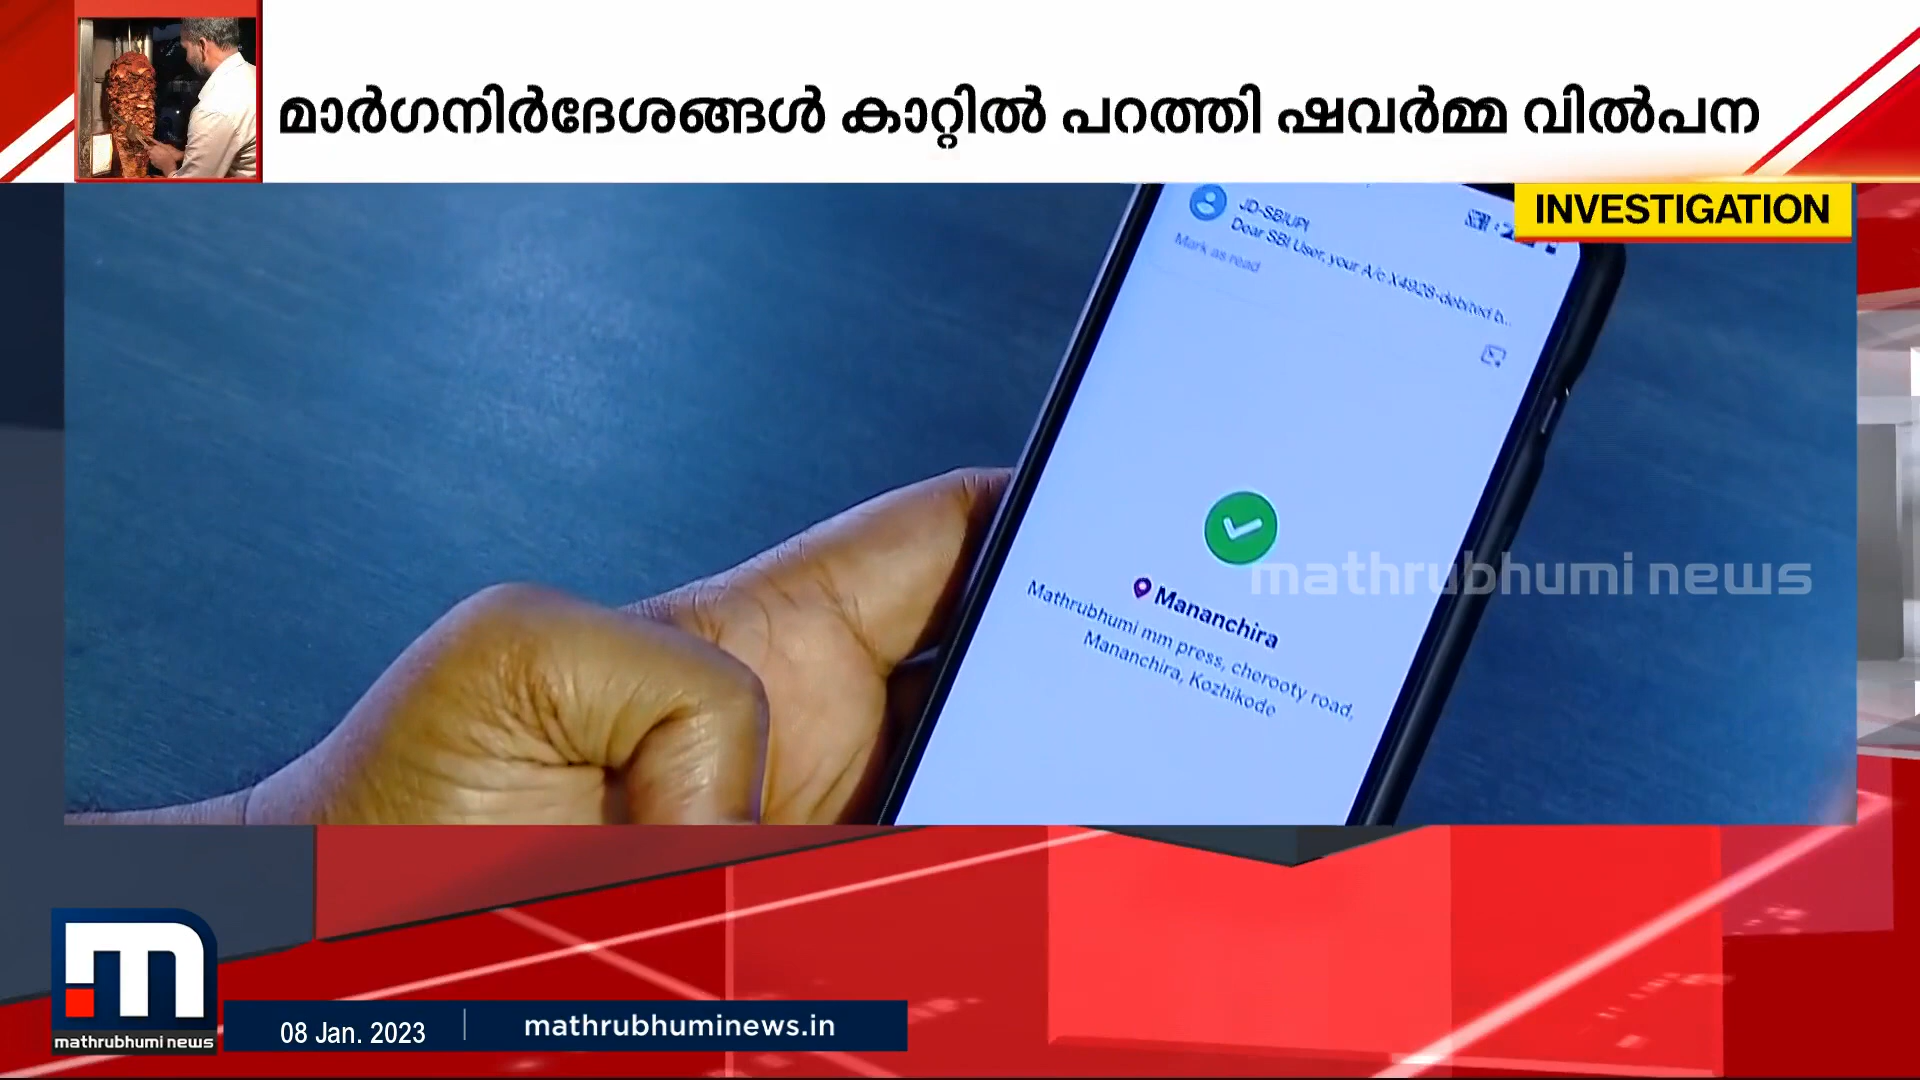 മാർഗനിർദേശങ്ങൾ കാറ്റിൽ പറത്തി ഷവർമ്മ വിൽപന
INVESTIGATION
JD-SBIUPI
Dear SBI User, your A/c X4928-debited b...
Mark as read
mathrubhumi news
Mananchira
Mathrubhumi mm press, cherooty road,
Mananchira, Kozhikode
mathrubhumi news
08 Jan. 2023
mathrubhuminews.in